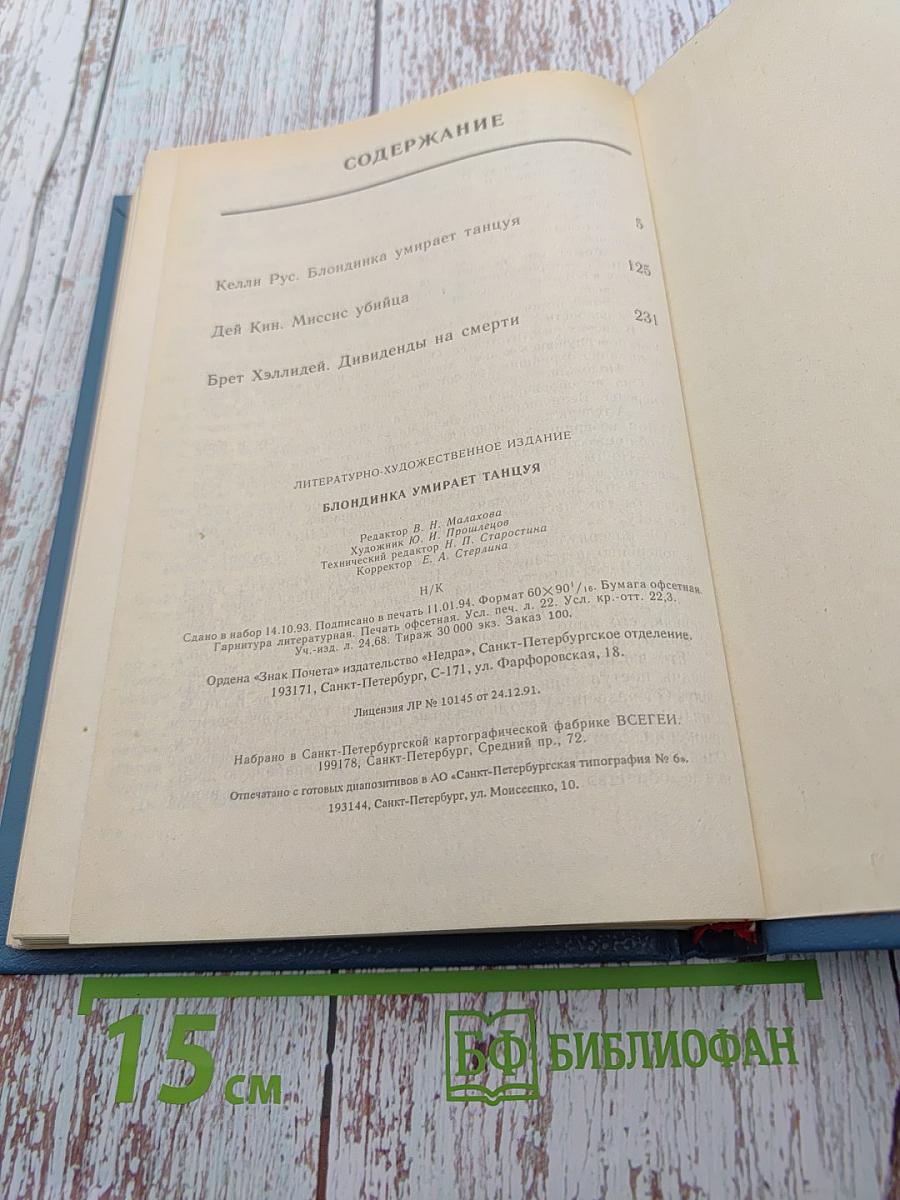 СОДЕРЖАНИЕ
Келли Рус. Блондинка умирает танцуя 5
Дей Кин. Миссис убийца 125
Брет Хэллидей. Дивиденды на смерти 231
ЛИТЕРАТУРНО-ХУДОЖЕСТВЕННОЕ ИЗДАНИЕ
БЛОНДИНКА УМИРАЕТ ТАНЦУЯ
Редактор В. Н. Малахова
Художник Ю. И. Прошлецов
Технический редактор Н. П. Старостина
Корректор Е. А. Стерлина
Н/К
Сдано в набор 14.10.93. Подписано в печать 11.01.94. Формат 60×90¹/₁₆. Бумага офсетная.
Гарнитура литературная. Печать офсетная. Усл. печ. л. 22. Усл. кр.-отт. 22,3.
Уч.-изд. л. 24,68. Тираж 30 000 экз. Заказ 100.
Ордена «Знак Почета» издательство «Недра», Санкт-Петербургское отделение.
193171, Санкт-Петербург, С-171, ул. Фарфоровская, 18.
Лицензия ЛР № 10145 от 24.12.91.
Набрано в Санкт-Петербургской картографической фабрике ВСЕГЕИ.
199178, Санкт-Петербург, Средний пр., 72.
Отпечатано с готовых диапозитивов в АО «Санкт-Петербургская типография № 6».
193144, Санкт-Петербург, ул. Моисеенко, 10.
15 см
БФ БИБЛИОФАН